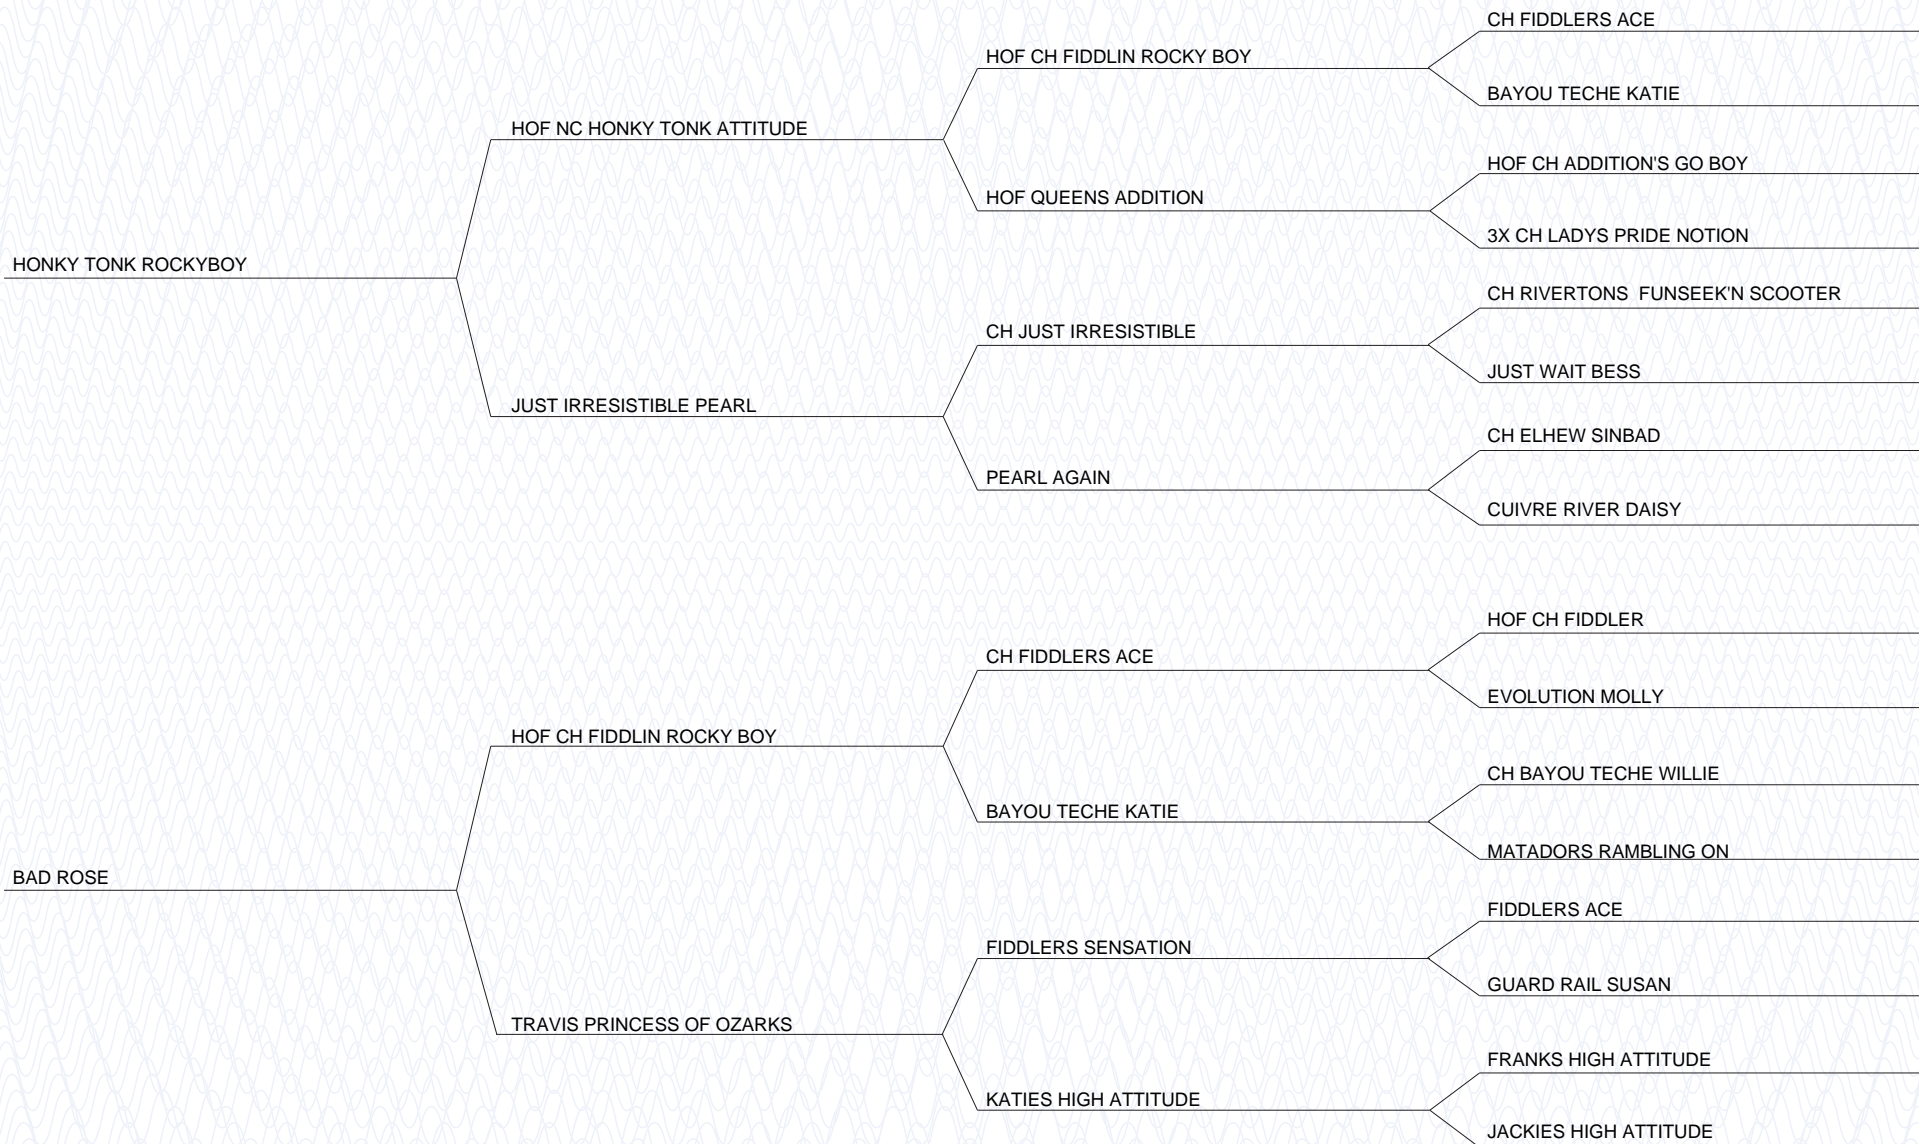 CH FIDDLERS ACE
HOF CH FIDDLIN ROCKY BOY
BAYOU TECHE KATIE
HOF NC HONKY TONK ATTITUDE
HOF CH ADDITION'S GO BOY
HOF QUEENS ADDITION
3X CH LADYS PRIDE NOTION
HONKY TONK ROCKYBOY
CH RIVERTONS  FUNSEEK'N SCOOTER
CH JUST IRRESISTIBLE
JUST WAIT BESS
JUST IRRESISTIBLE PEARL
CH ELHEW SINBAD
PEARL AGAIN
CUIVRE RIVER DAISY
HOF CH FIDDLER
CH FIDDLERS ACE
EVOLUTION MOLLY
HOF CH FIDDLIN ROCKY BOY
CH BAYOU TECHE WILLIE
BAYOU TECHE KATIE
MATADORS RAMBLING ON
BAD ROSE
FIDDLERS ACE
FIDDLERS SENSATION
GUARD RAIL SUSAN
TRAVIS PRINCESS OF OZARKS
FRANKS HIGH ATTITUDE
KATIES HIGH ATTITUDE
JACKIES HIGH ATTITUDE